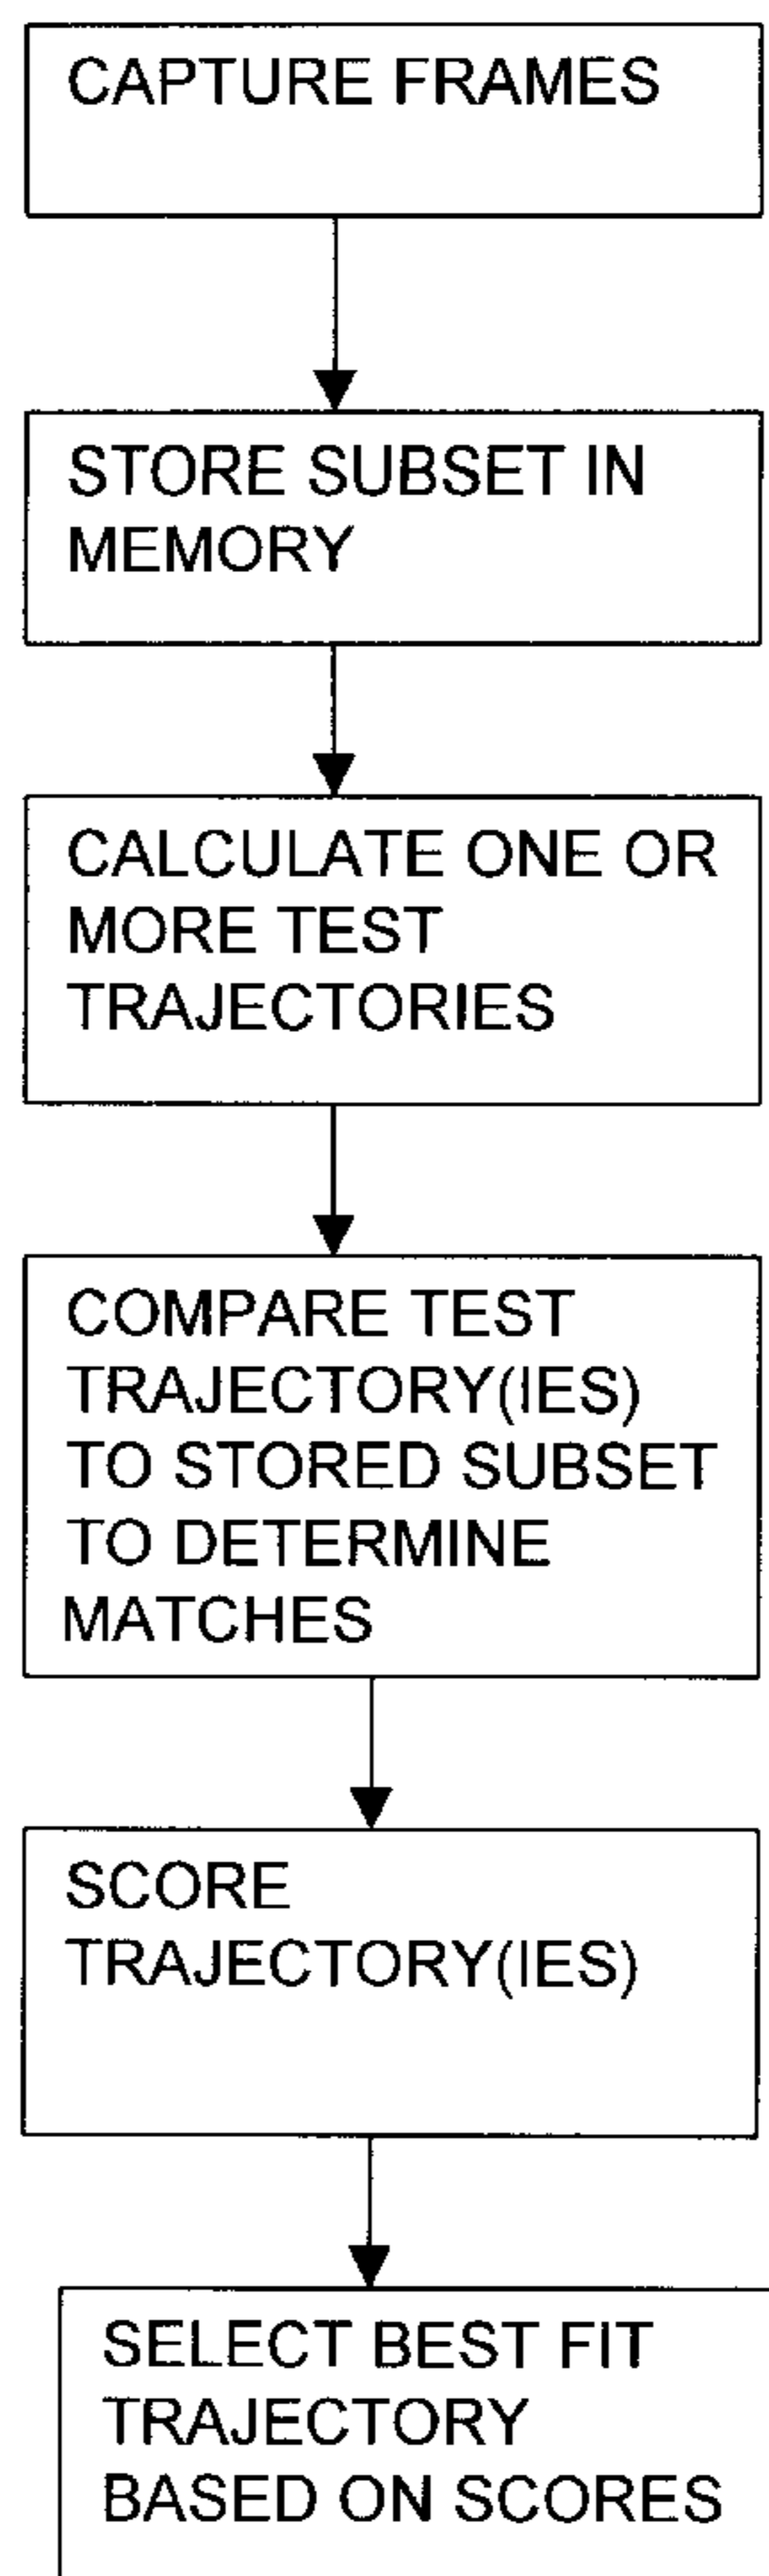 CAPTURE FRAMES
STORE SUBSET IN
MEMORY
CALCULATE ONE OR
MORE TEST
TRAJECTORIES
COMPARE TEST
TRAJECTORY(IES)
TO STORED SUBSET
TO DETERMINE
MATCHES
SCORE
TRAJECTORY(IES)
SELECT BEST FIT
TRAJECTORY
BASED ON SCORES